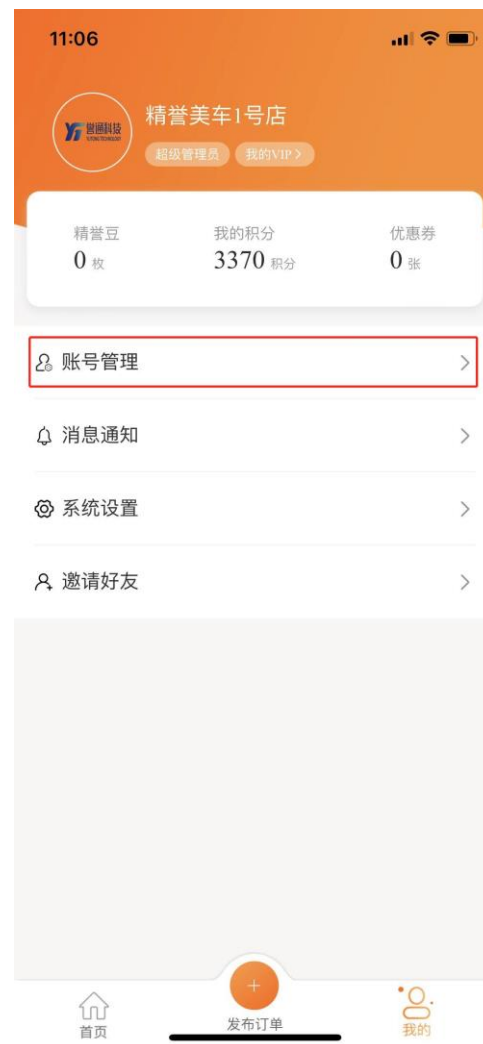 11:06
誉通科技
YUTONG TECHNOLOGY
精誉美车1号店
超级管理员 我的VIP >
精誉豆 我的积分 优惠券
0 枚 3370 积分 0 张
账号管理
消息通知
系统设置
邀请好友
首页 发布订单 我的